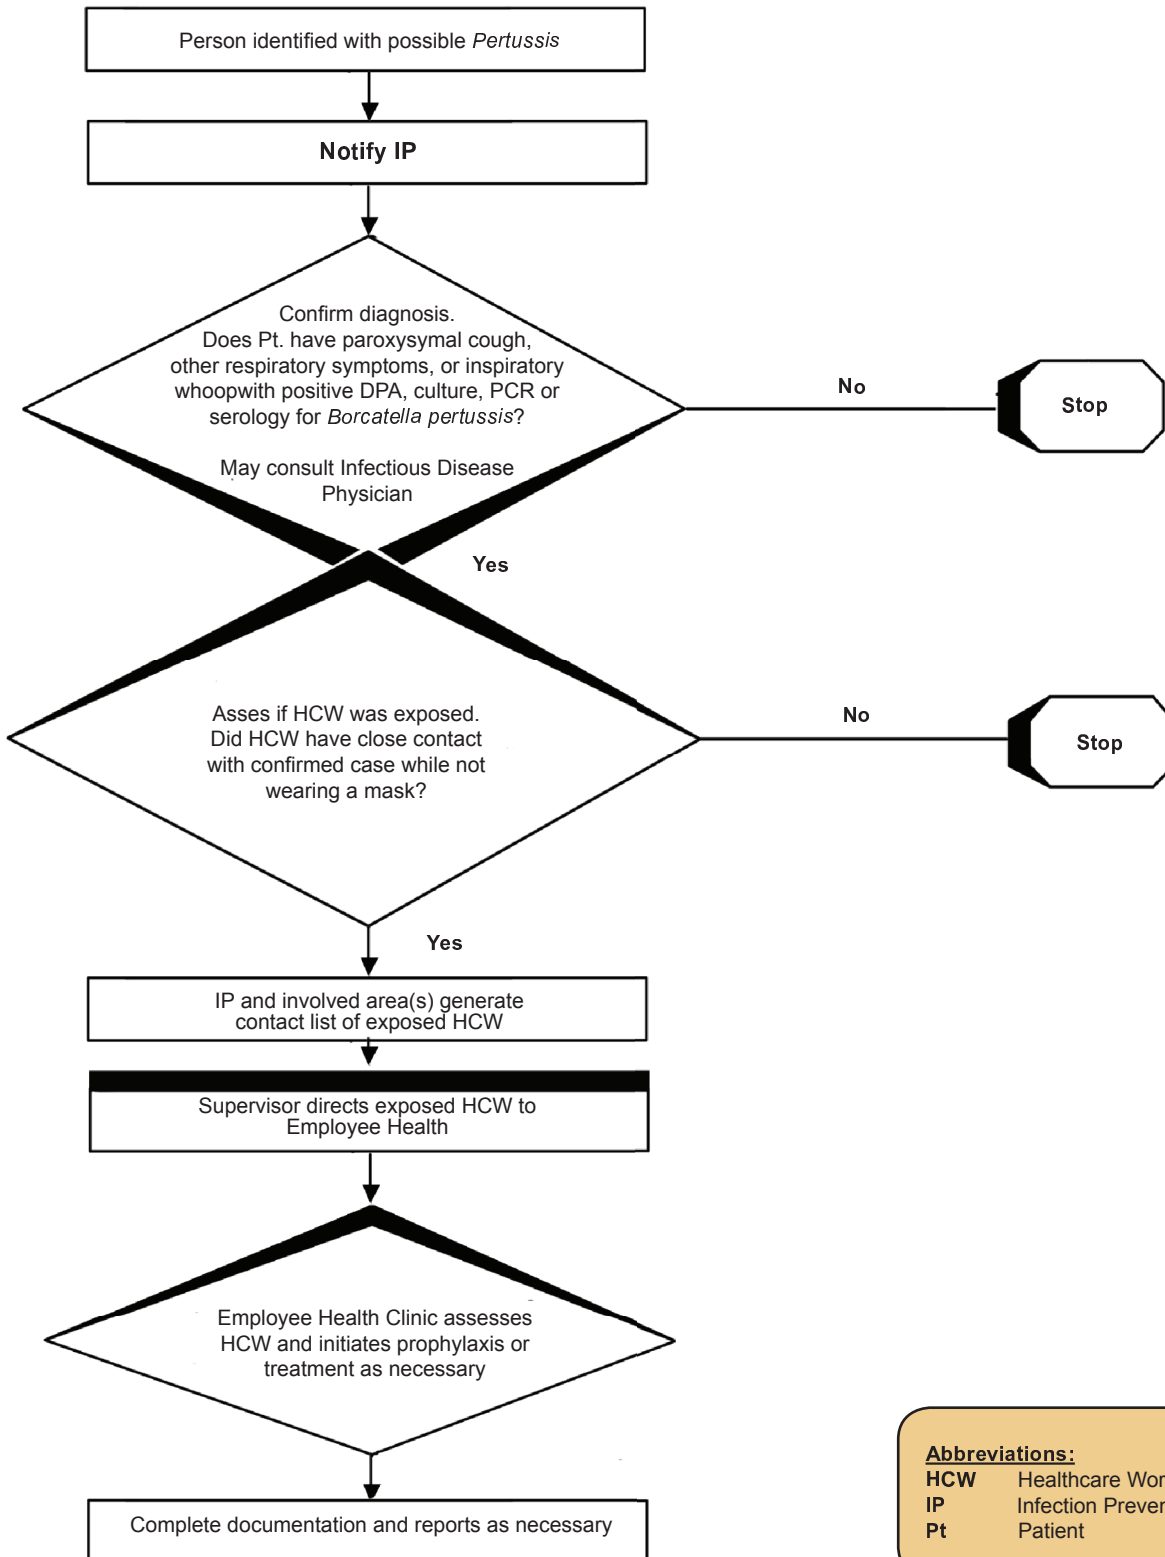 Person identified with possible Pertussis
Notify IP
Confirm diagnosis.
Does Pt. have paroxysymal cough,
other respiratory symptoms, or inspiratory
whoopwith positive DPA, culture, PCR or
serology for Borcatella pertussis?
May consult Infectious Disease
Physician
No
Stop
Yes
Asses if HCW was exposed.
Did HCW have close contact
with confirmed case while not
wearing a mask?
No
Stop
Yes
IP and involved area(s) generate
contact list of exposed HCW
Supervisor directs exposed HCW to
Employee Health
Employee Health Clinic assesses
HCW and initiates prophylaxis or
treatment as necessary
Complete documentation and reports as necessary
Abbreviations:
HCW Healthcare Wor
IP Infection Preven
Pt Patient